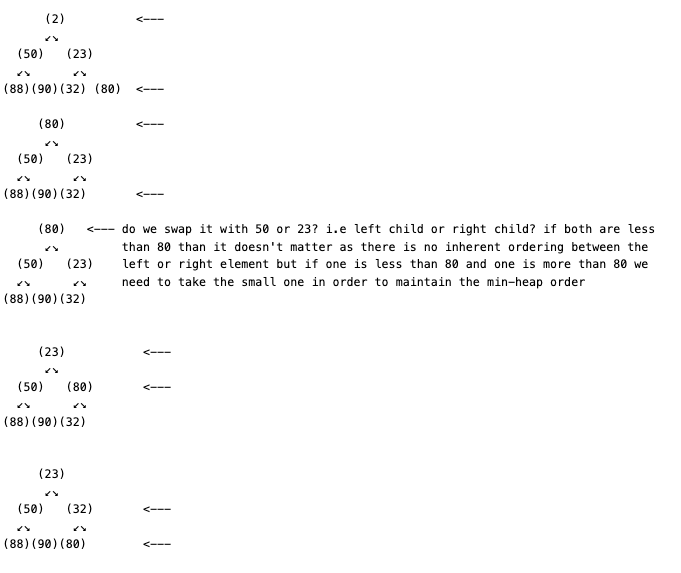 (2) <---
↙↘
(50) (23)
↙↘ ↙↘
(88)(90)(32) (80) <---
(80) <---
↙↘
(50) (23)
↙↘ ↙↘
(88)(90)(32) <---
(80) <--- do we swap it with 50 or 23? i.e left child or right child? if both are less
↙↘ than 80 than it doesn't matter as there is no inherent ordering between the
(50) (23) left or right element but if one is less than 80 and one is more than 80 we
↙↘ ↙↘ need to take the small one in order to maintain the min-heap order
(88)(90)(32)
(23) <---
↙↘
(50) (80) <---
↙↘ ↙↘
(88)(90)(32)
(23)
↙↘
(50) (32) <---
↙↘ ↙↘
(88)(90)(80) <---